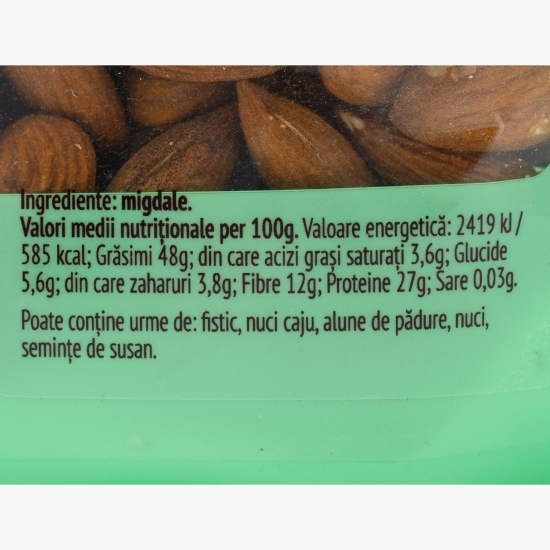 Ingrediente: migdale.
Valori medii nutriționale per 100g. Valoare energetică: 2419 kJ /
585 kcal; Grăsimi 48g; din care acizi grași saturați 3,6g; Glucide
5,6g; din care zaharuri 3,8g; Fibre 12g; Proteine 27g; Sare 0,03g.
Poate conține urme de: fistic, nuci caju, alune de pădure, nuci,
semințe de susan.